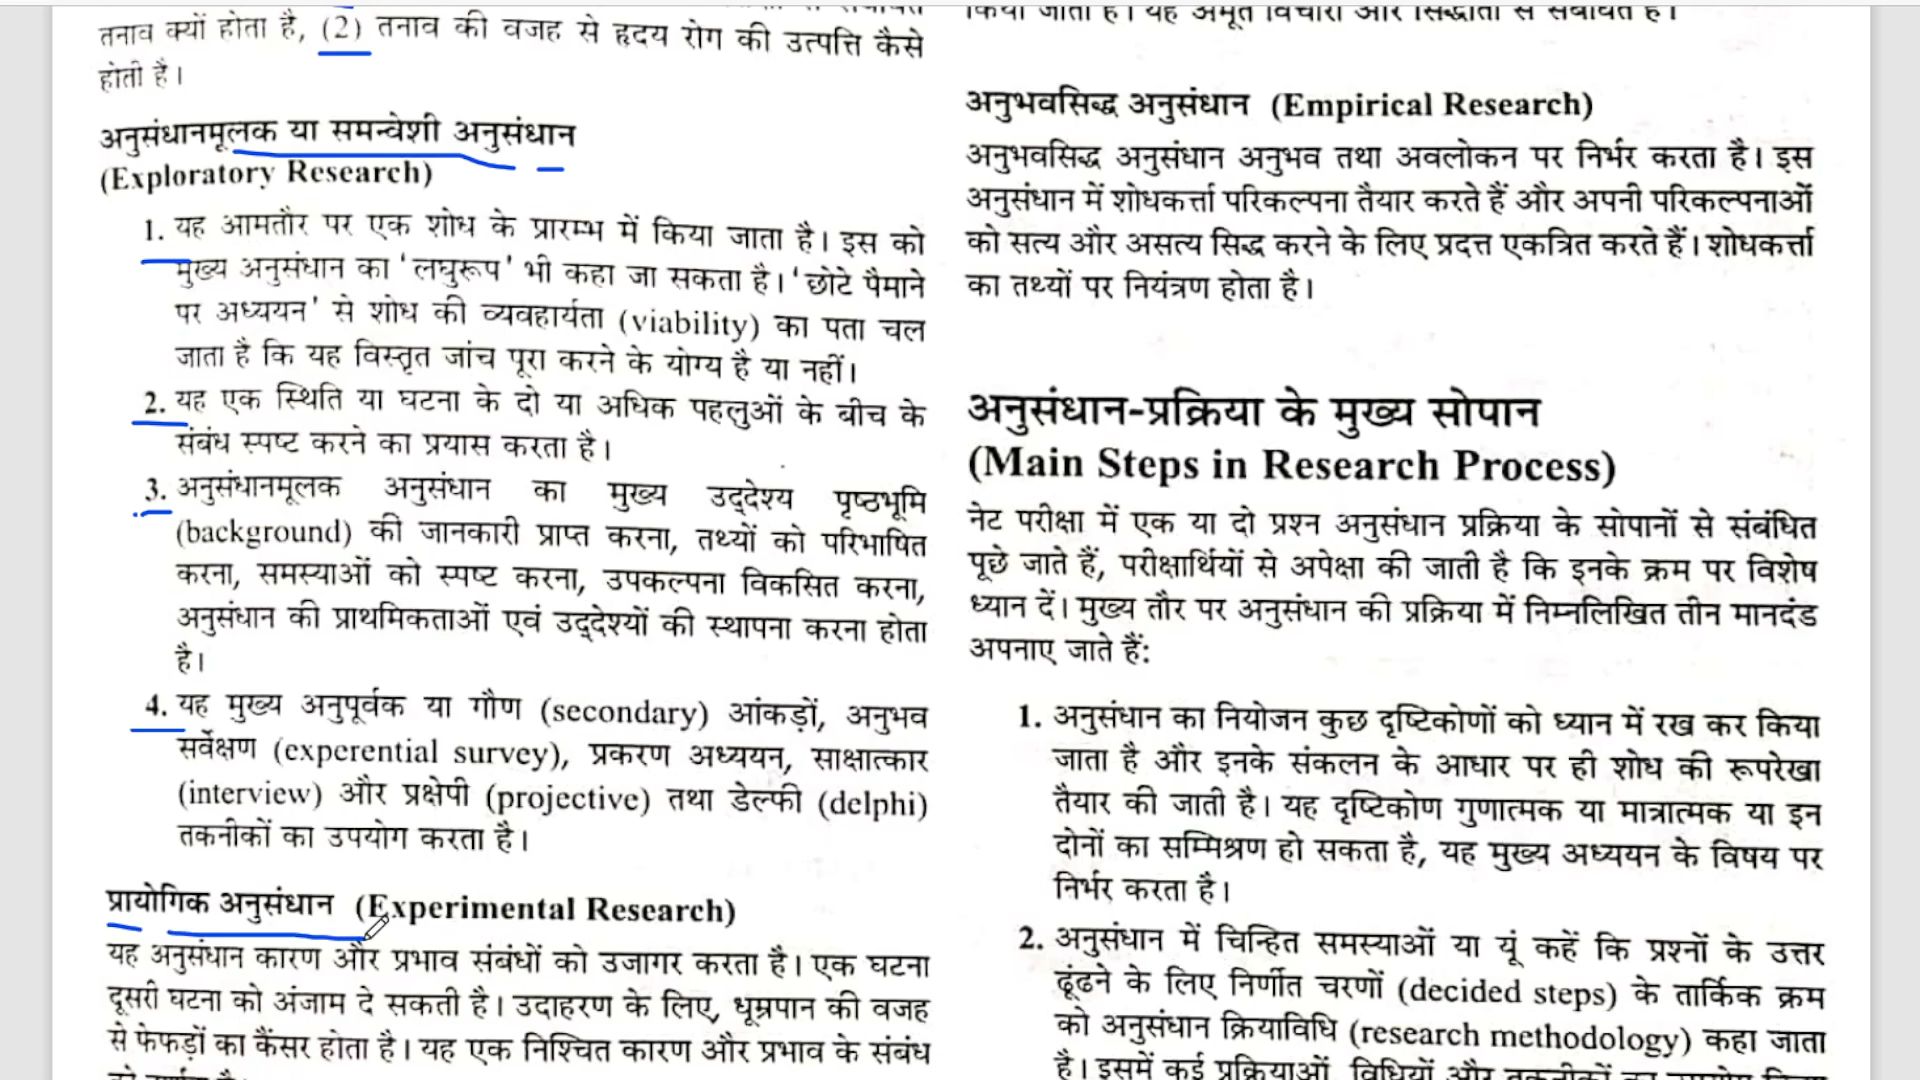 तनाव क्यों होता है, (2) तनाव की वजह से हृदय रोग की उत्पत्ति कैसे
होती है।
अनुसंधानमूलक या समन्वेशी अनुसंधान
(Exploratory Research)
1. यह आमतौर पर एक शोध के प्रारम्भ में किया जाता है। इस को
मुख्य अनुसंधान का 'लघुरूप' भी कहा जा सकता है। 'छोटे पैमाने
पर अध्ययन' से शोध की व्यवहार्यता (viability) का पता चल
जाता है कि यह विस्तृत जांच पूरा करने के योग्य है या नहीं।
2. यह एक स्थिति या घटना के दो या अधिक पहलुओं के बीच के
संबंध स्पष्ट करने का प्रयास करता है।
3. अनुसंधानमूलक अनुसंधान का मुख्य उद्देश्य पृष्ठभूमि
(background) की जानकारी प्राप्त करना, तथ्यों को परिभाषित
करना, समस्याओं को स्पष्ट करना, उपकल्पना विकसित करना,
अनुसंधान की प्राथमिकताओं एवं उद्देश्यों की स्थापना करना होता
है।
4. यह मुख्य अनुपूर्वक या गौण (secondary) आंकड़ों, अनुभव
सर्वेक्षण (experential survey), प्रकरण अध्ययन, साक्षात्कार
(interview) और प्रक्षेपी (projective) तथा डेल्फी (delphi)
तकनीकों का उपयोग करता है।
प्रायोगिक अनुसंधान (Experimental Research)
यह अनुसंधान कारण और प्रभाव संबंधों को उजागर करता है। एक घटना
दूसरी घटना को अंजाम दे सकती है। उदाहरण के लिए, धूम्रपान की वजह
से फेफड़ों का कैंसर होता है। यह एक निश्चित कारण और प्रभाव के संबंध
किया जाता है। यह अमूर्त विचारों और सिद्धांतों से संबंधित है।
अनुभवसिद्ध अनुसंधान (Empirical Research)
अनुभवसिद्ध अनुसंधान अनुभव तथा अवलोकन पर निर्भर करता है। इस
अनुसंधान में शोधकर्त्ता परिकल्पना तैयार करते हैं और अपनी परिकल्पनाओं
को सत्य और असत्य सिद्ध करने के लिए प्रदत्त एकत्रित करते हैं। शोधकर्त्ता
का तथ्यों पर नियंत्रण होता है।
अनुसंधान-प्रक्रिया के मुख्य सोपान
(Main Steps in Research Process)
नेट परीक्षा में एक या दो प्रश्न अनुसंधान प्रक्रिया के सोपानों से संबंधित
पूछे जाते हैं, परीक्षार्थियों से अपेक्षा की जाती है कि इनके क्रम पर विशेष
ध्यान दें। मुख्य तौर पर अनुसंधान की प्रक्रिया में निम्नलिखित तीन मानदंड
अपनाए जाते हैं:
1. अनुसंधान का नियोजन कुछ दृष्टिकोणों को ध्यान में रख कर किया
जाता है और इनके संकलन के आधार पर ही शोध की रूपरेखा
तैयार की जाती है। यह दृष्टिकोण गुणात्मक या मात्रात्मक या इन
दोनों का सम्मिश्रण हो सकता है, यह मुख्य अध्ययन के विषय पर
निर्भर करता है।
2. अनुसंधान में चिन्हित समस्याओं या यूं कहें कि प्रश्नों के उत्तर
ढूंढने के लिए निर्णीत चरणों (decided steps) के तार्किक क्रम
को अनुसंधान क्रियाविधि (research methodology) कहा जाता
है। इसमें कई प्रक्रियाओं, विधियों और तकनीकों का